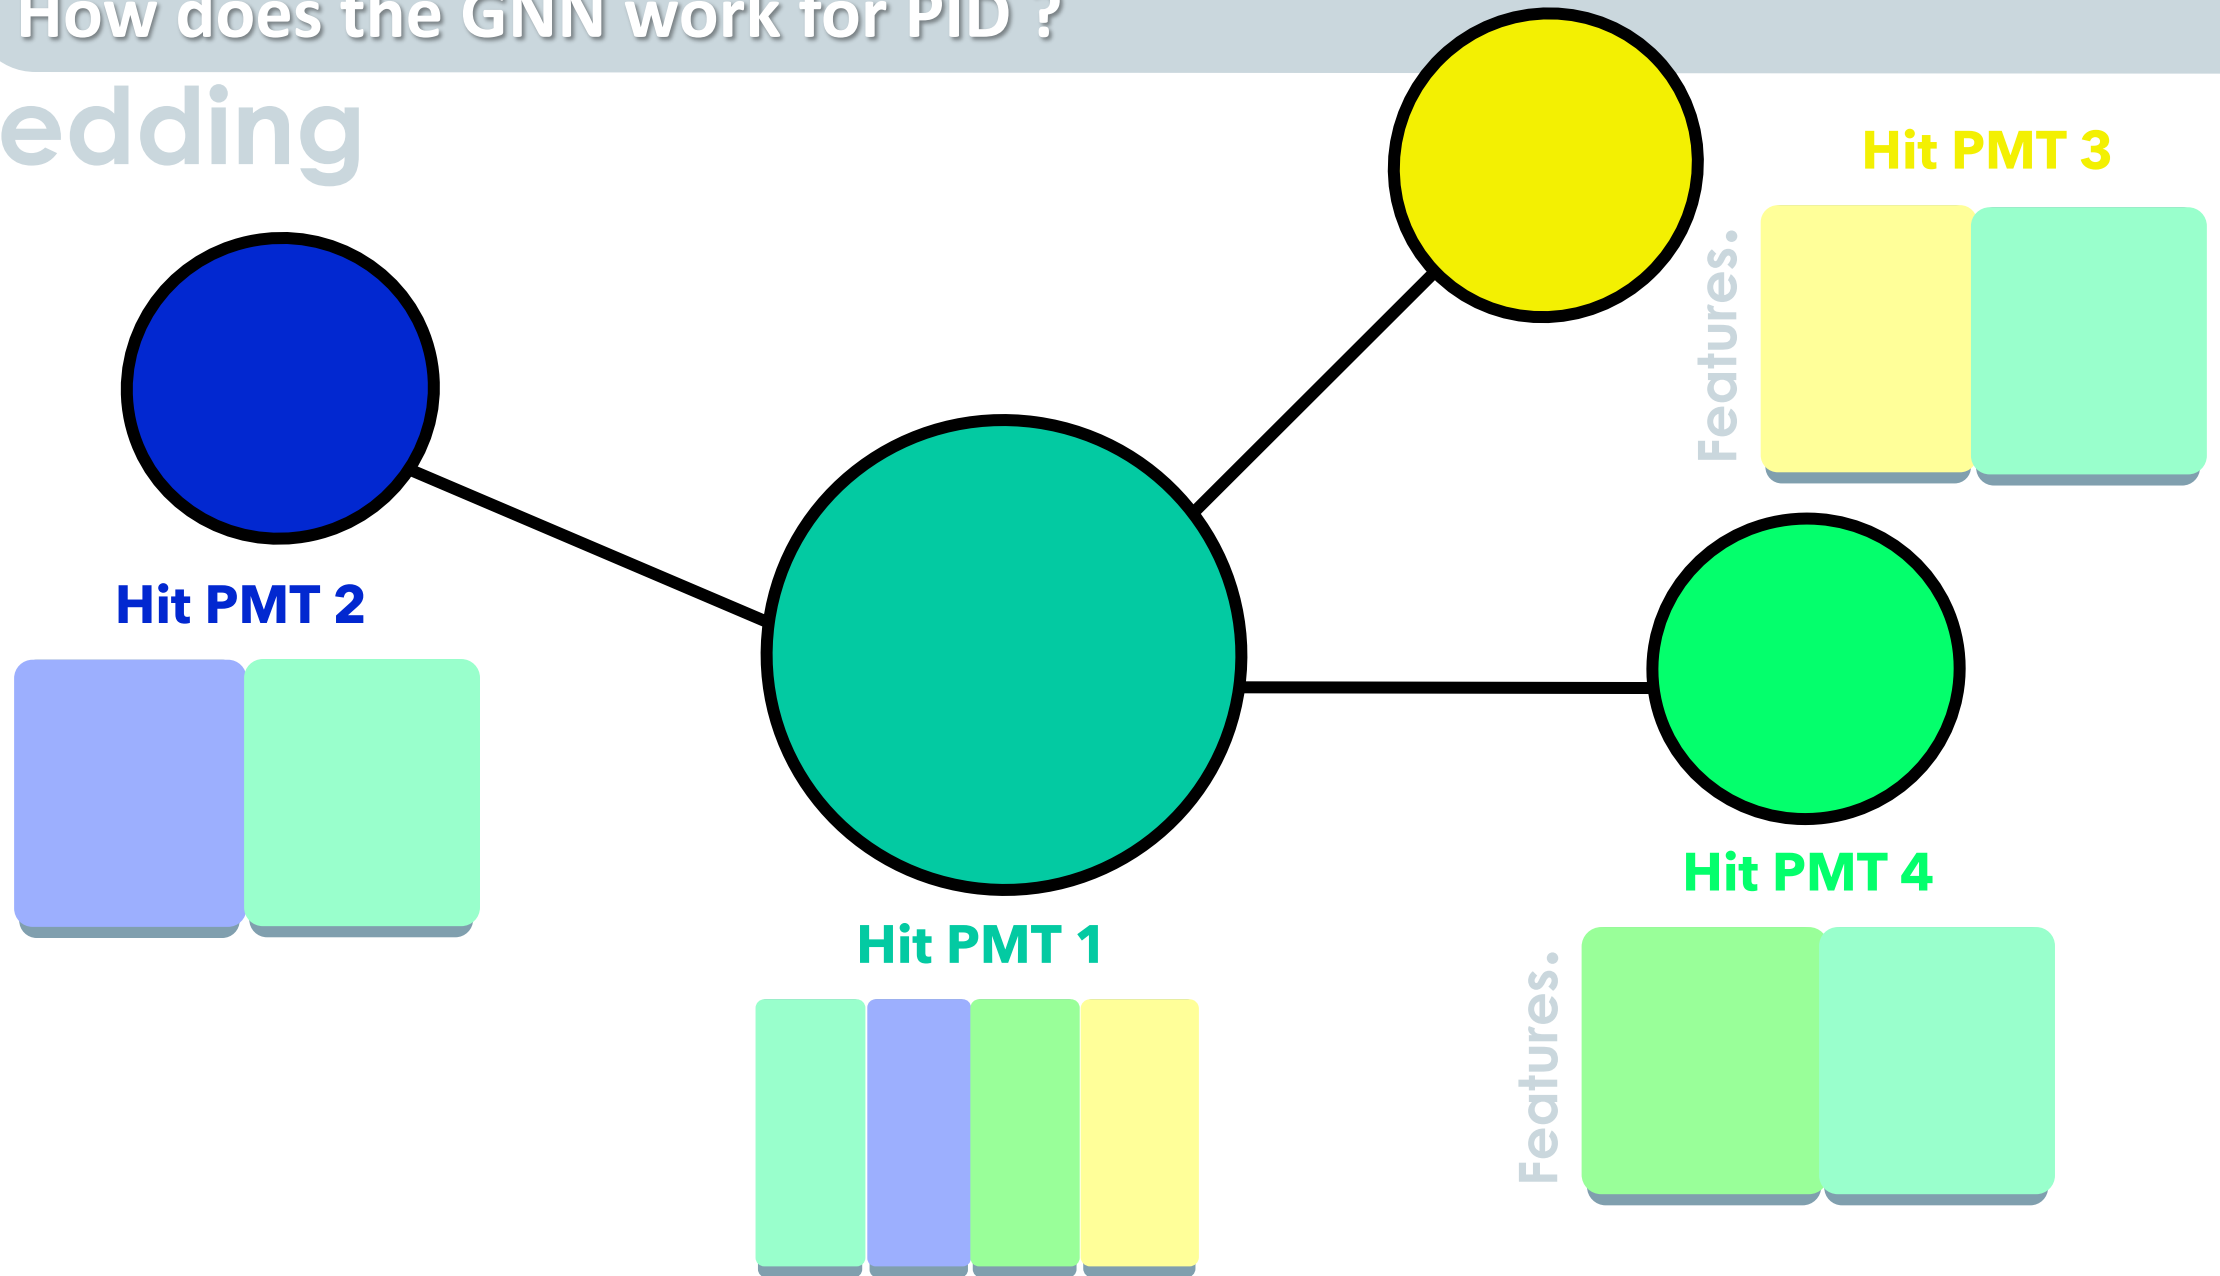 How does the GNN work for PID ?
edding
Hit PMT 3
Features.
Hit PMT 2
Hit PMT 4
Hit PMT 1
Features.